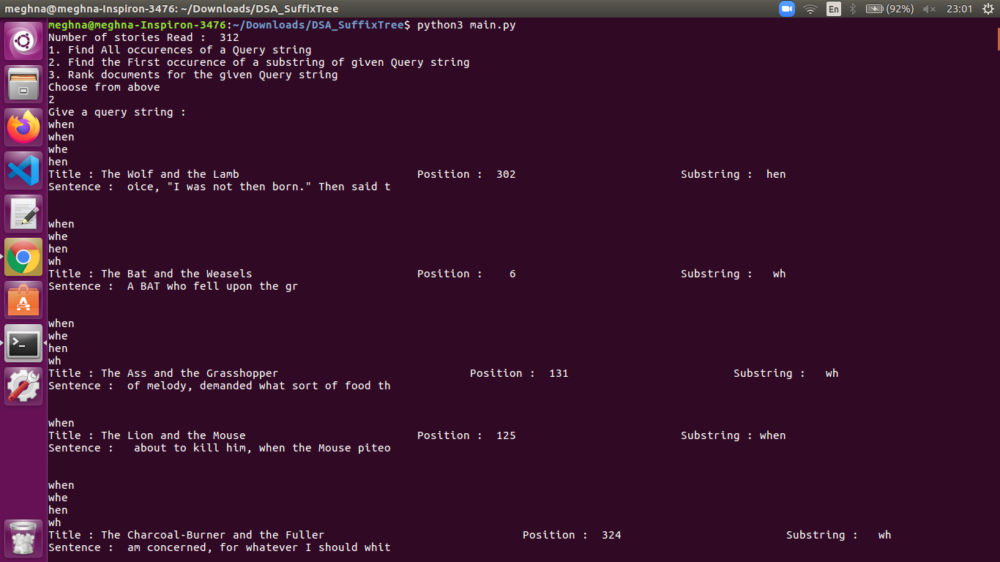 meghna@meghna-Inspiron-3476: ~/Downloads/DSA_SuffixTree En (92%) 23:01
meghna@meghna-Inspiron-3476:~/Downloads/DSA_SuffixTree$ python3 main.py
Number of stories Read :  312
1. Find All occurences of a Query string
2. Find the First occurence of a substring of given Query string
3. Rank documents for the given Query string
Choose from above
2
Give a query string :
when
when
whe
hen
Title : The Wolf and the Lamb Position :  302 Substring :  hen
Sentence :  oice, "I was not then born." Then said t
when
whe
hen
wh
Title : The Bat and the Weasels Position :    6 Substring :   wh
Sentence :  A BAT who fell upon the gr
when
whe
hen
wh
Title : The Ass and the Grasshopper Position :  131 Substring :   wh
Sentence :  of melody, demanded what sort of food th
when
Title : The Lion and the Mouse Position :  125 Substring : when
Sentence :   about to kill him, when the Mouse piteo
when
whe
hen
wh
Title : The Charcoal-Burner and the Fuller Position :  324 Substring :   wh
Sentence :  am concerned, for whatever I should whit